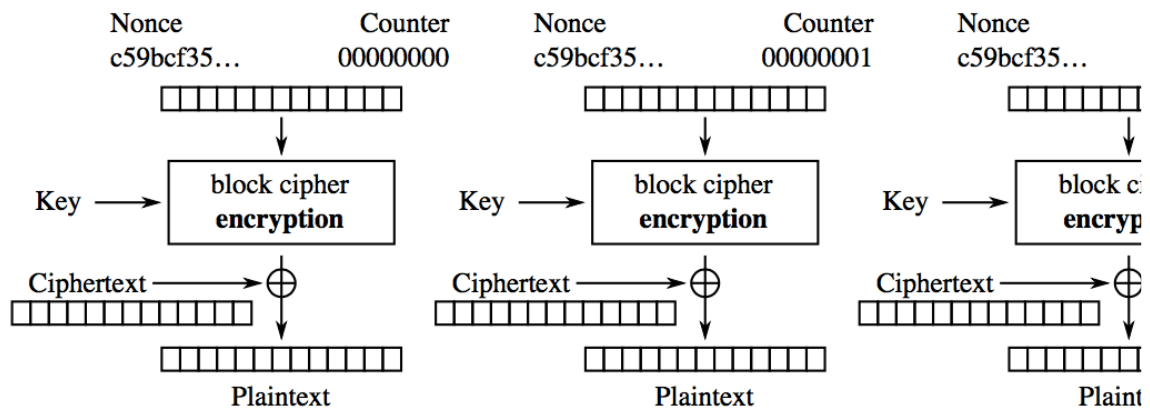 Nonce Counter Nonce Counter Nonce
c59bcf35... 00000000 c59bcf35... 00000001 c59bcf35...
block cipher block cipher block
Key encryption Key encryption Key
Ciphertext Ciphertext Ciphertext
Plaintext Plaintext